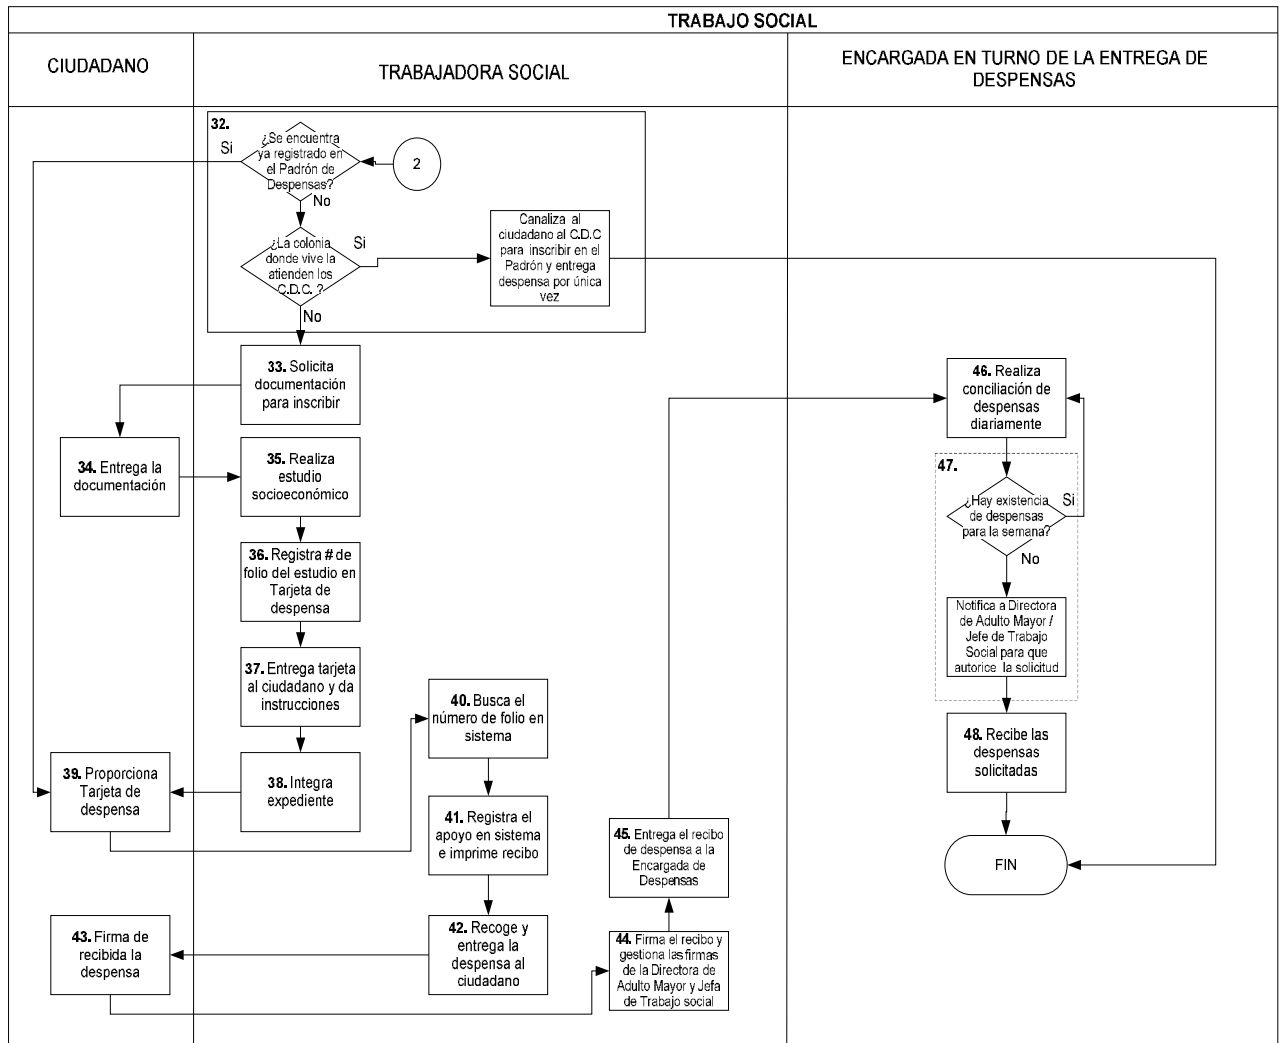 TRABAJO SOCIAL
CIUDADANO
TRABAJADORA SOCIAL
ENCARGADA EN TURNO DE LA ENTREGA DE
DESPENSAS
32.
¿Se encuentra
ya registrado en
el Padrón de
Despensas?
Si
2
No
¿La colonia
donde vive la
atienden los
C.D.C. ?
Si
No
Canaliza al
ciudadano al C.D.C
para inscribir en el
Padrón y entrega
despensa por única
vez
33. Solicita
documentación
para inscribir
34. Entrega la
documentación
35. Realiza
estudio
socioeconómico
36. Registra # de
folio del estudio en
Tarjeta de
despensa
37. Entrega tarjeta
al ciudadano y da
instrucciones
38. Integra
expediente
39. Proporciona
Tarjeta de
despensa
40. Busca el
número de folio en
sistema
41. Registra el
apoyo en sistema
e imprime recibo
42. Recoge y
entrega la
despensa al
ciudadano
43. Firma de
recibida la
despensa
44. Firma el recibo y
gestiona las firmas
de la Directora de
Adulto Mayor y Jefa
de Trabajo social
45. Entrega el recibo
de despensa a la
Encargada de
Despensas
46. Realiza
conciliación de
despensas
diariamente
47.
¿Hay existencia
de despensas
para la semana?
Si
No
Notifica a Directora
de Adulto Mayor /
Jefe de Trabajo
Social para que
autorice la solicitud
48. Recibe las
despensas
solicitadas
FIN